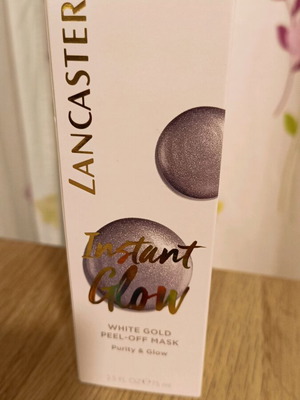 LANCASTER
Instant
Glow
WHITE GOLD
PEEL-OFF MASK
Purity & Glow